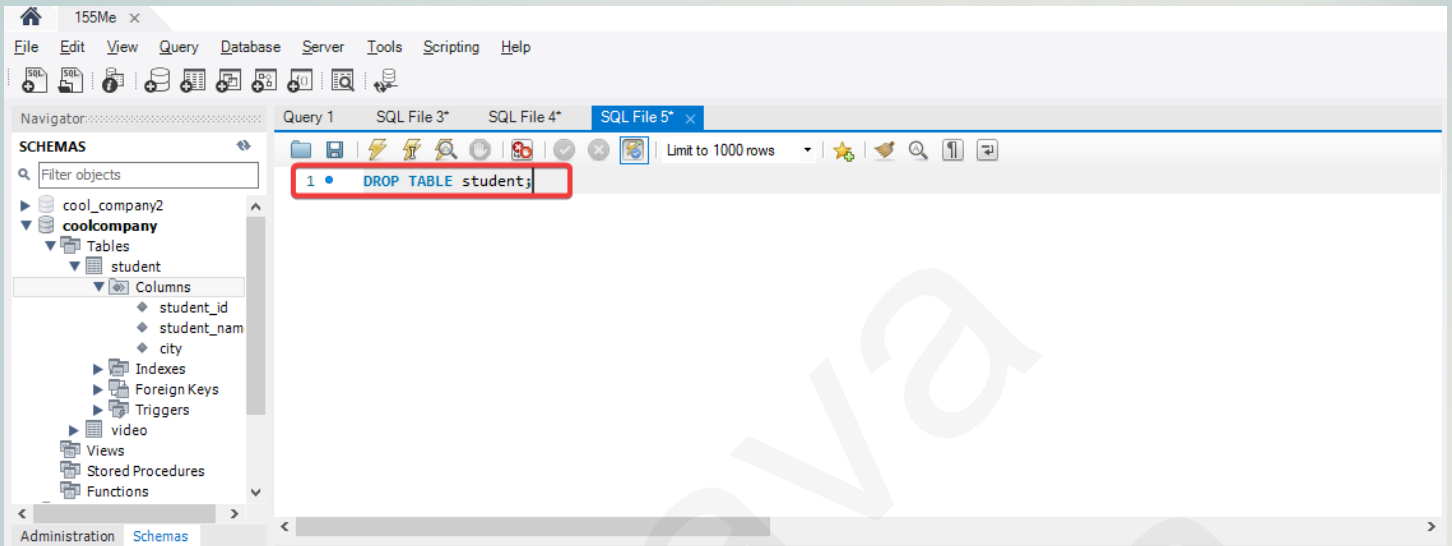 155Me ×
File Edit View Query Database Server Tools Scripting Help
Navigator
SCHEMAS
Filter objects
cool_company2
coolcompany
Tables
student
Columns
student_id
student_nam
city
Indexes
Foreign Keys
Triggers
video
Views
Stored Procedures
Functions
Administration Schemas
Query 1 SQL File 3* SQL File 4* SQL File 5* ×
Limit to 1000 rows
1 DROP TABLE student;